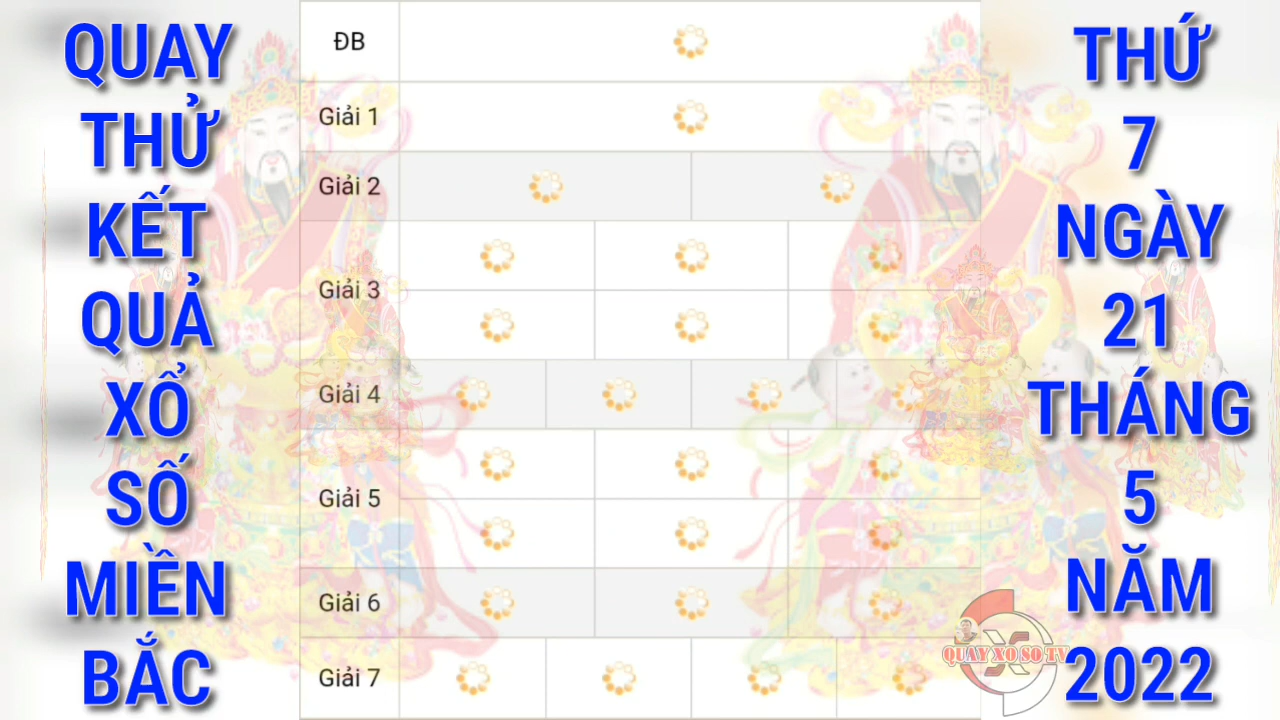 QUAY
THỬ
KẾT
QUẢ
XỔ
SỐ
MIỀN
BẮC
ĐB
Giải 1
Giải 2
Giải 3
Giải 4
Giải 5
Giải 6
Giải 7
THỨ
7
NGÀY
21
THÁNG
5
NĂM
2022
QUAY XO SO TV